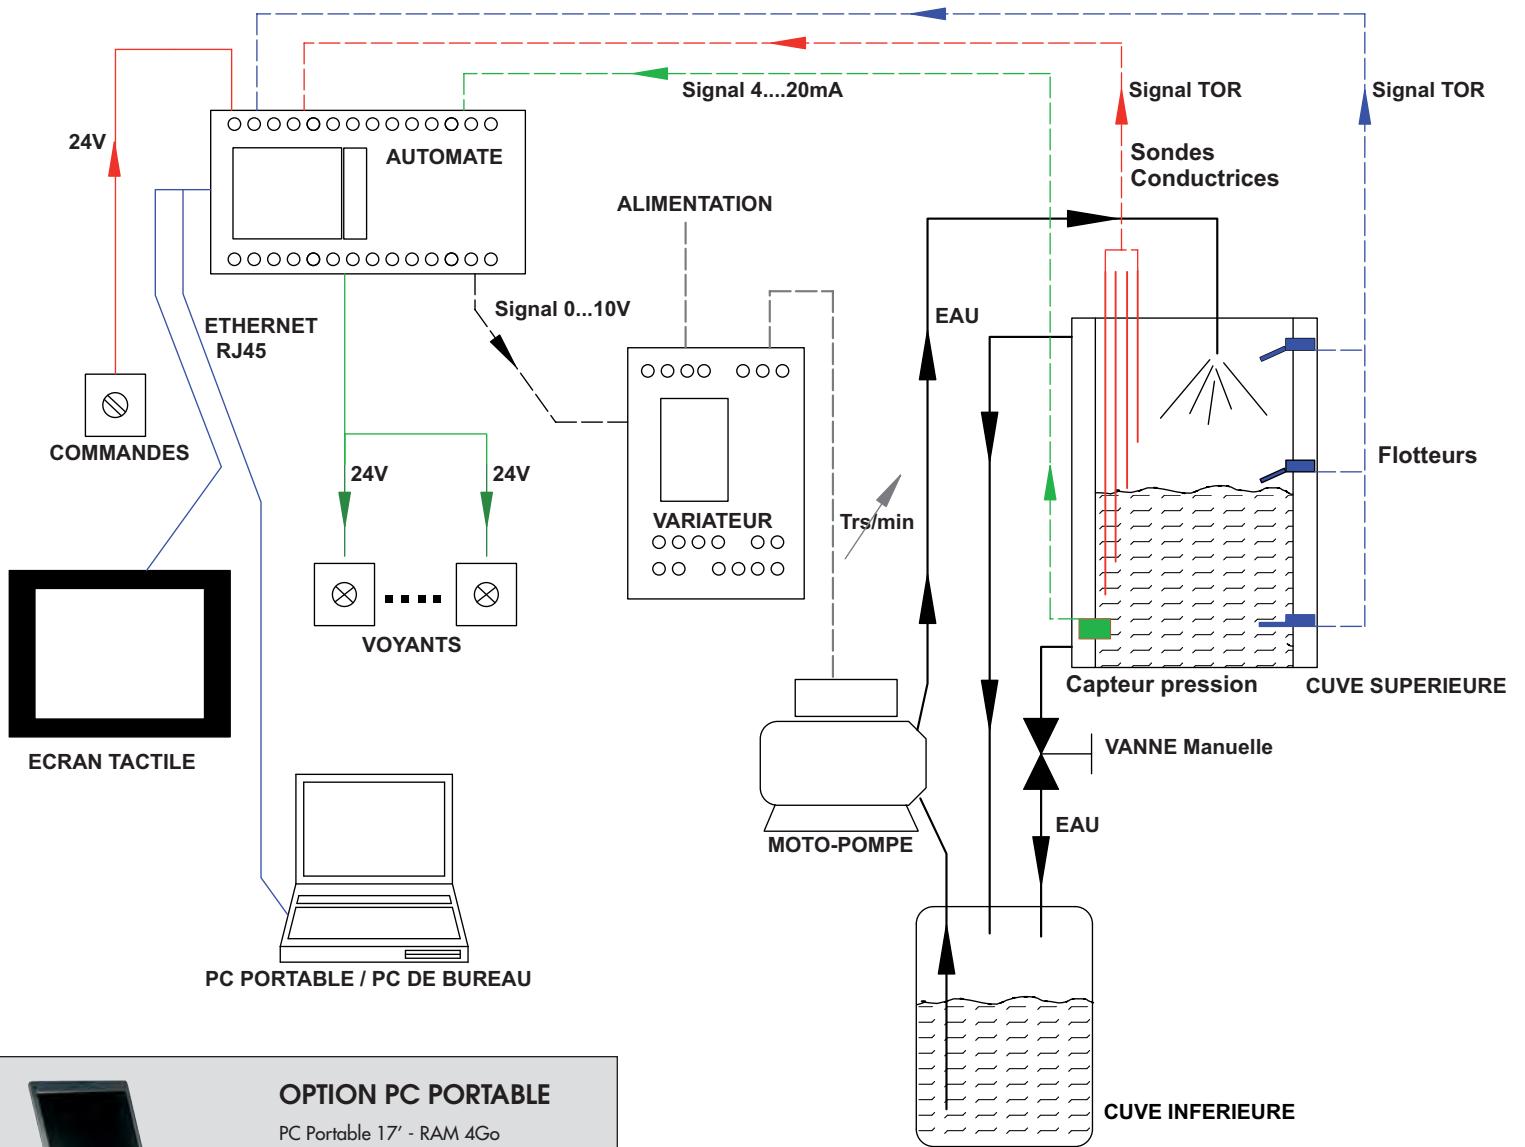 Signal 4....20mA
Signal TOR
Signal TOR
24V
AUTOMATE
Sondes
Conductrices
ALIMENTATION
Signal 0...10V
EAU
ETHERNET
RJ45
COMMANDES
Flotteurs
24V
24V
VARIATEUR
Trs/min
VOYANTS
Capteur pression
CUVE SUPERIEURE
ECRAN TACTILE
VANNE Manuelle
EAU
MOTO-POMPE
PC PORTABLE / PC DE BUREAU
OPTION PC PORTABLE
CUVE INFERIEURE
PC Portable 17' - RAM 4Go